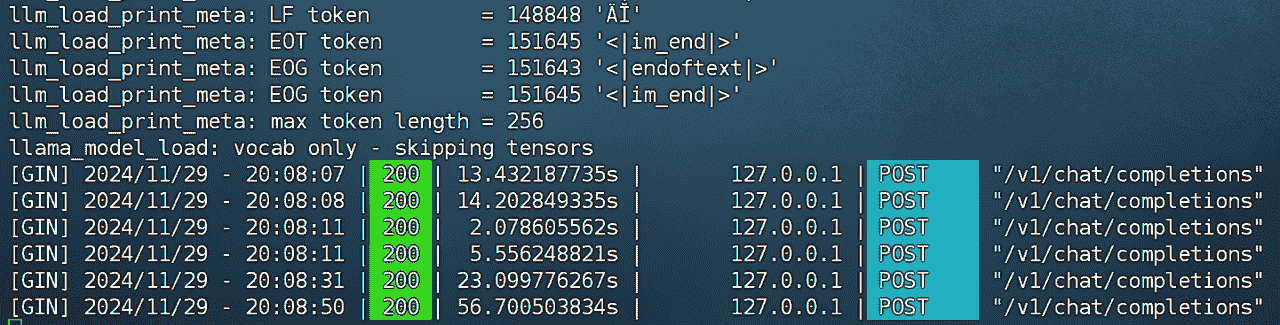 llm_load_print_meta: LF token         = 148848 'ÄĬ'
llm_load_print_meta: EOT token        = 151645 '<|im_end|>'
llm_load_print_meta: EOG token        = 151643 '<|endoftext|>'
llm_load_print_meta: EOG token        = 151645 '<|im_end|>'
llm_load_print_meta: max token length = 256
llama_model_load: vocab only - skipping tensors
[GIN] 2024/11/29 - 20:08:07 | 200 | 13.432187735s |       127.0.0.1 | POST     "/v1/chat/completions"
[GIN] 2024/11/29 - 20:08:08 | 200 | 14.202849335s |       127.0.0.1 | POST     "/v1/chat/completions"
[GIN] 2024/11/29 - 20:08:11 | 200 |  2.078605562s |       127.0.0.1 | POST     "/v1/chat/completions"
[GIN] 2024/11/29 - 20:08:11 | 200 |  5.556248821s |       127.0.0.1 | POST     "/v1/chat/completions"
[GIN] 2024/11/29 - 20:08:31 | 200 | 23.099776267s |       127.0.0.1 | POST     "/v1/chat/completions"
[GIN] 2024/11/29 - 20:08:50 | 200 | 56.700503834s |       127.0.0.1 | POST     "/v1/chat/completions"